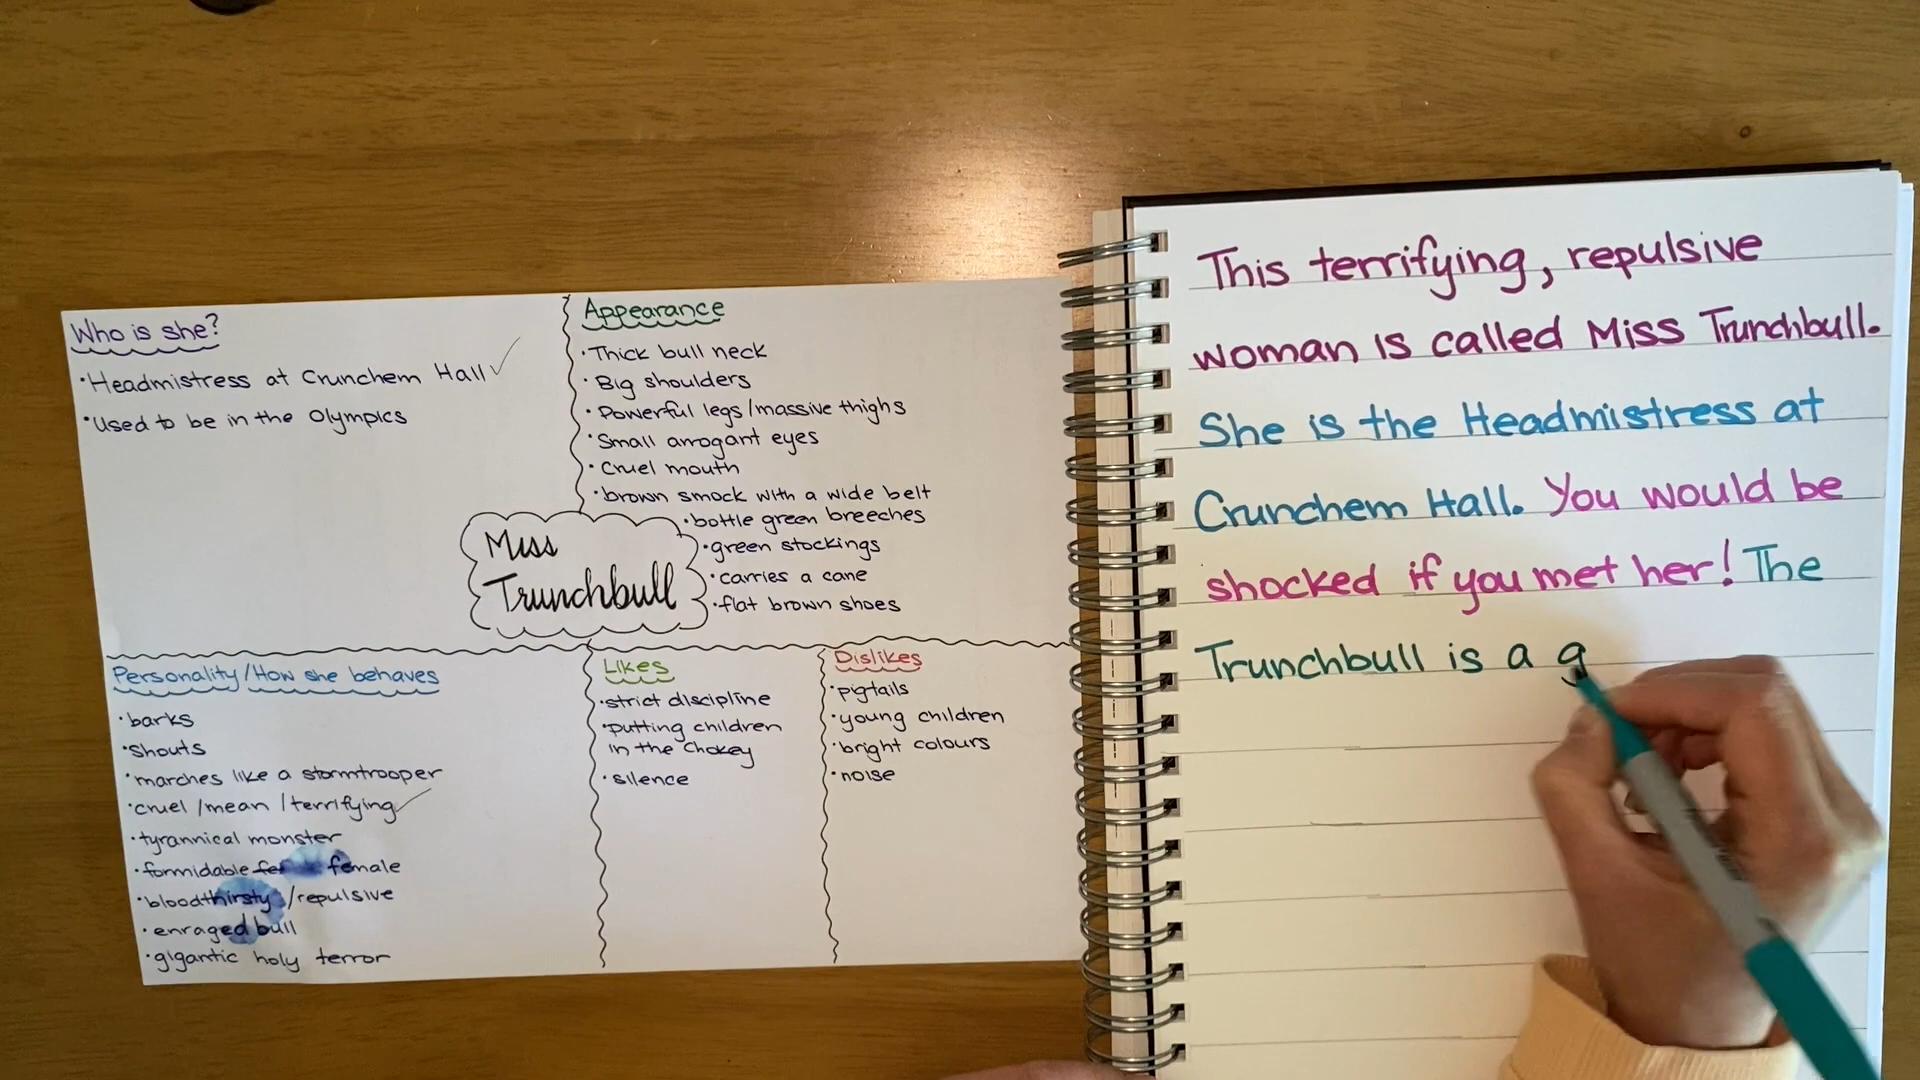 Who is she?
•Headmistress at Crunchem Hall
•Used to be in the Olympics
Appearance
•Thick bull neck
•Big shoulders
•Powerful legs/massive thighs
•Small arrogant eyes
•Cruel mouth
•brown smock with a wide belt
•bottle green breeches
•green stockings
•carries a cane
•flat brown shoes
Miss
Trunchbull
Personality/How she behaves
•barks
•shouts
•marches like a stormtrooper
•cruel/mean/terrifying
•tyrannical monster
•formidable female
•bloodthirsty/repulsive
•enraged bull
•gigantic holy terror
Likes
•strict discipline
•putting children
in the Chokey
•silence
Dislikes
•pigtails
•young children
•bright colours
•noise
This terrifying, repulsive
woman is called Miss Trunchbull.
She is the Headmistress at
Crunchem Hall. You would be
shocked if you met her! The
Trunchbull is a g